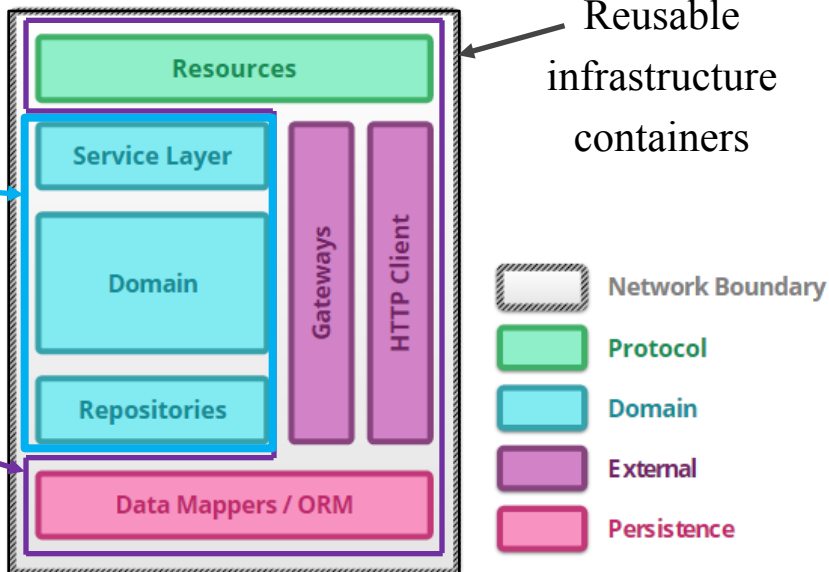 Reusable
infrastructure
containers
Resources
Service Layer
Domain
Repositories
Gateways
HTTP Client
Data Mappers / ORM
Network Boundary
Protocol
Domain
External
Persistence